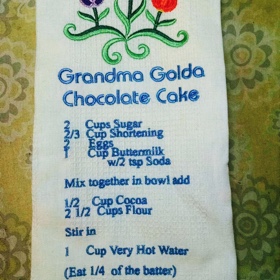 Grandma Golda
Chocolate Cake
2 Cups Sugar
2/3 Cup Shortening
2 Eggs
1 Cup Buttermilk
w/2 tsp Soda
Mix together in bowl add
1/2 Cup Cocoa
2 1/2 Cups Flour
Stir in
1 Cup Very Hot Water
(Eat 1/4 of the batter)